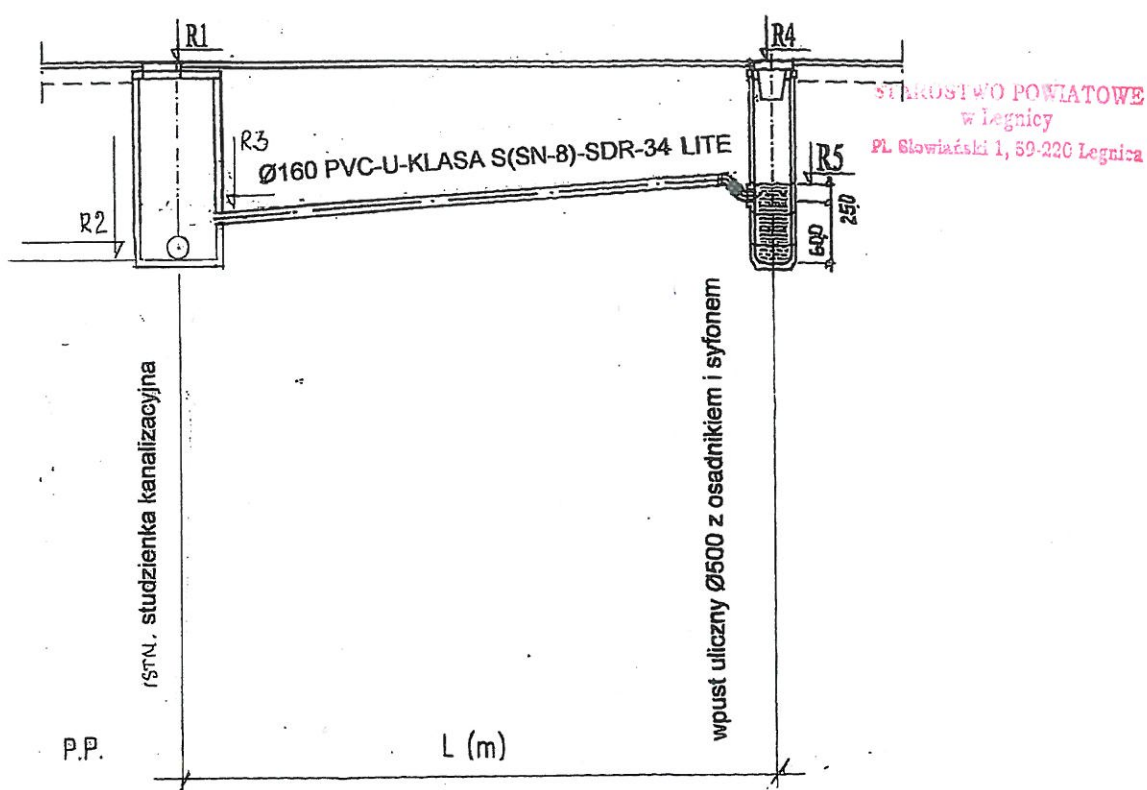 R1
R4
STAROSTWO POWIATOWE
w Legnicy
Pl. Słowiański 1, 59-220 Legnica
R3
Ø160 PVC-U-KLASA S(SN-8)-SDR-34 LITE
R5
R2
250
600
ISTN. studzienka kanalizacyjna
wpust uliczny Ø500 z osadnikiem i syfonem
P.P.
L (m)